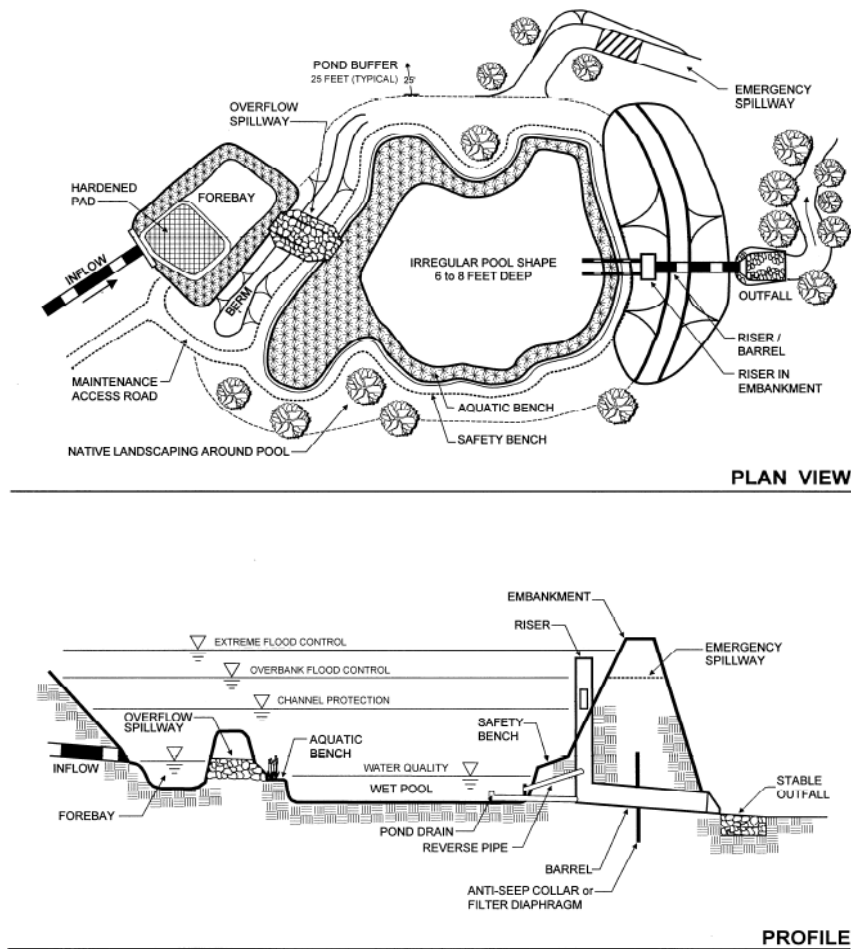 POND BUFFER
25 FEET (TYPICAL) 25'
OVERFLOW
SPILLWAY
EMERGENCY
SPILLWAY
HARDENED
PAD
FOREBAY
INFLOW
BERM
IRREGULAR POOL SHAPE
6 to 8 FEET DEEP
OUTFALL
RISER /
BARREL
RISER IN
EMBANKMENT
MAINTENANCE
ACCESS ROAD
AQUATIC BENCH
SAFETY BENCH
NATIVE LANDSCAPING AROUND POOL
PLAN VIEW
EMBANKMENT
RISER
EXTREME FLOOD CONTROL
EMERGENCY
SPILLWAY
OVERBANK FLOOD CONTROL
CHANNEL PROTECTION
OVERFLOW
SPILLWAY
SAFETY
BENCH
AQUATIC
BENCH
INFLOW
WATER QUALITY
WET POOL
STABLE
OUTFALL
FOREBAY
POND DRAIN
REVERSE PIPE
BARREL
ANTI-SEEP COLLAR or
FILTER DIAPHRAGM
PROFILE